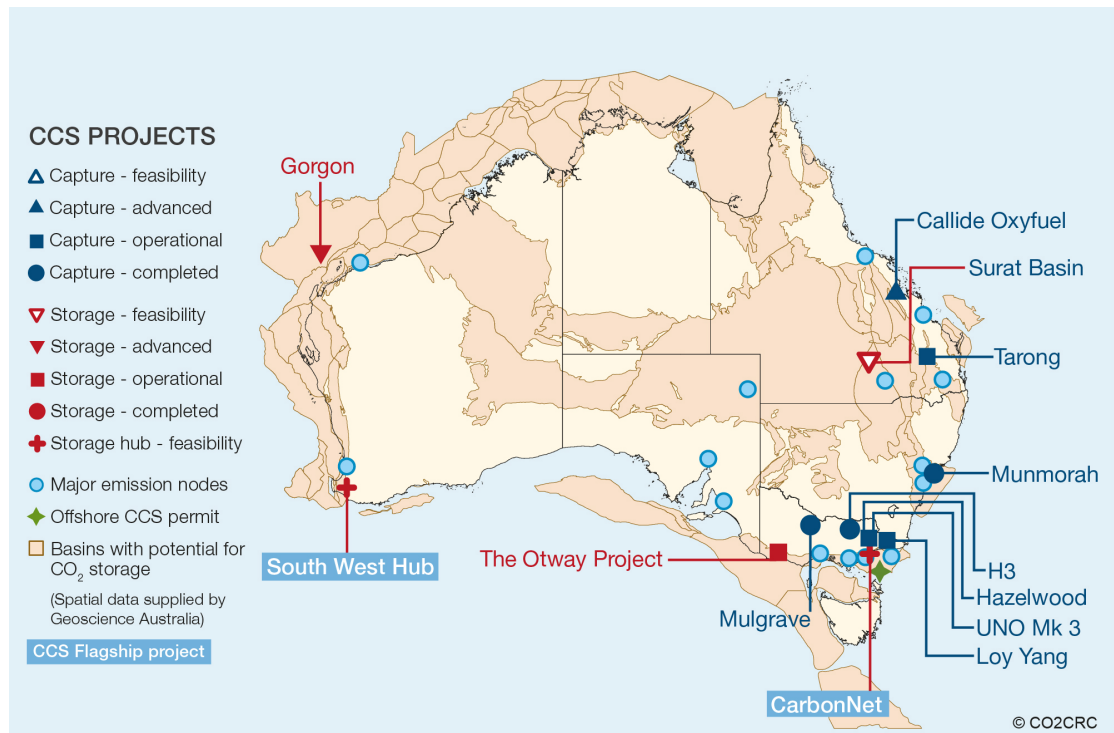 CCS PROJECTS
Capture - feasibility
Capture - advanced
Capture - operational
Capture - completed
Storage - feasibility
Storage - advanced
Storage - operational
Storage - completed
Storage hub - feasibility
Major emission nodes
Offshore CCS permit
Basins with potential for
CO₂ storage
(Spatial data supplied by
Geoscience Australia)
CCS Flagship project
Gorgon
Callide Oxyfuel
Surat Basin
Tarong
Munmorah
South West Hub
The Otway Project
Mulgrave
H3
Hazelwood
UNO Mk 3
Loy Yang
CarbonNet
© CO2CRC